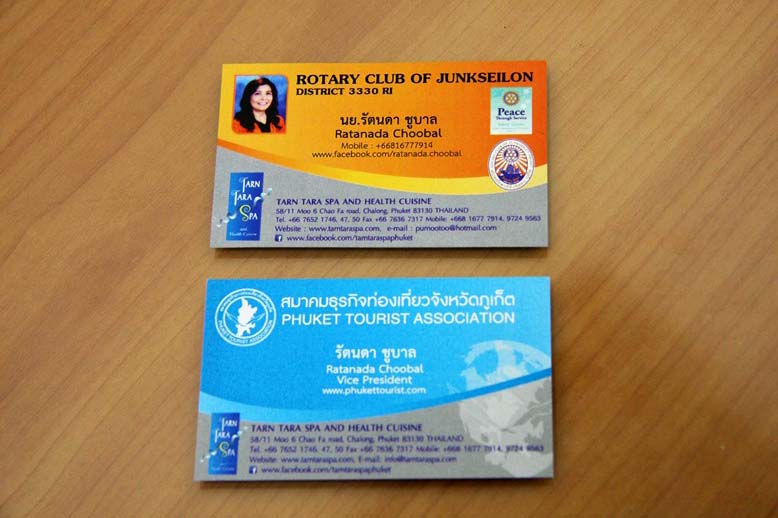 ROTARY CLUB OF JUNKSEILON
DISTRICT 3330 RI
นย.รัตนดา ชูบาล
Ratanada Choobal
Mobile : +66816777914
www.facebook.com/ratanada.choobal
Peace
Through Service
TARN
TARA
SPA
and
Health Cuisine
TARN TARA SPA AND HEALTH CUISINE
58/11 Moo 6 Chao Fa road, Chalong, Phuket 83130 THAILAND
Tel. +66 7652 1746, 47, 50 Fax +66 7636 7317 Mobile: +668 1677 7914, 9724 9563
Website : www.tarntaraspa.com, e-mail : pumootoo@hotmail.com
www.facebook.com/tarntaraspaphuket
สมาคมธุรกิจท่องเที่ยวจังหวัดภูเก็ต
PHUKET TOURIST ASSOCIATION
PHUKET TOURIST ASSOCIATION
รัตนดา ชูบาล
Ratanada Choobal
Vice President
www.phukettourist.com
TARN
TARA
SPA
TARN TARA SPA AND HEALTH CUISINE
58/11 Moo 6 Chao Fa road, Chalong, Phuket 83130 THAILAND
Tel. +66 7652 1746, 47, 50 Fax +66 7636 7317 Mobile: +668 1677 7914, 9724 9563
Website: www.tarntaraspa.com, E-mail: info@tarntaraspa.com
www.facebook.com/tarntaraspaphuket